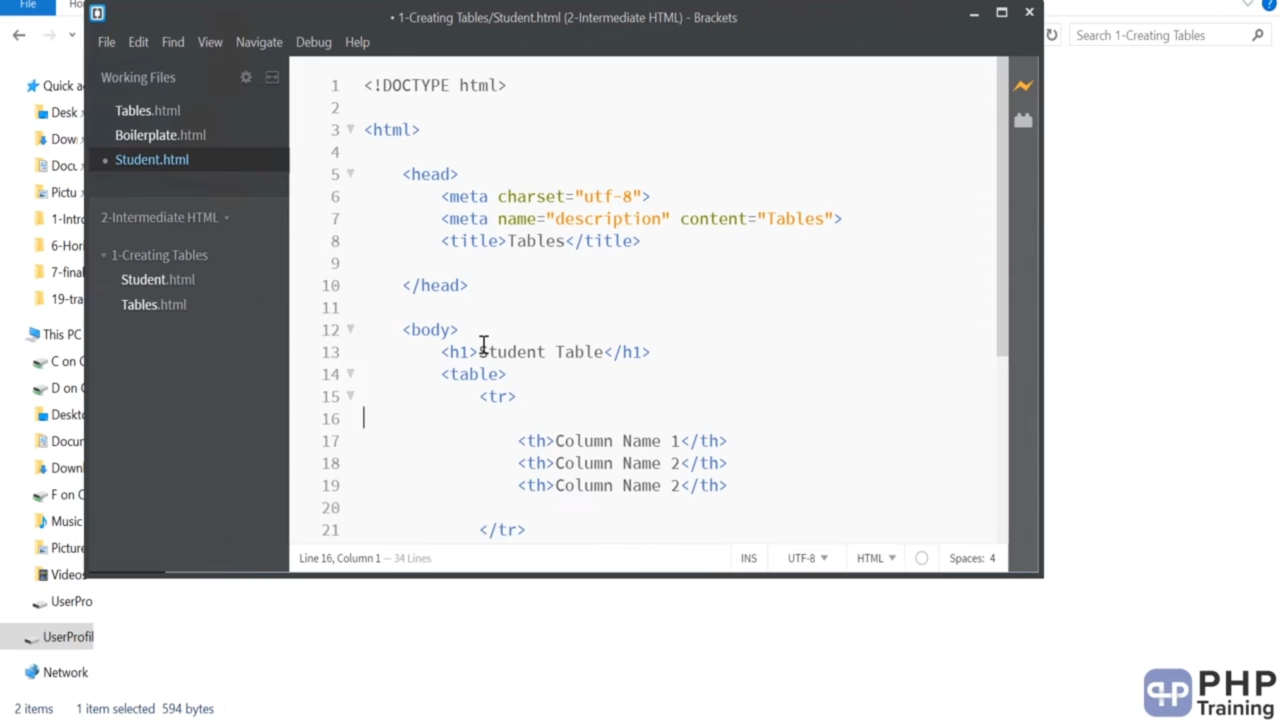 File
• 1-Creating Tables/Student.html (2-Intermediate HTML) - Brackets
File Edit Find View Navigate Debug Help
Search 1-Creating Tables
Working Files
Tables.html
Boilerplate.html
• Student.html
2-Intermediate HTML
1-Creating Tables
Student.html
Tables.html
Quick a
Desk
Dow
Docu
Pictu
1-Intro
6-Hori
7-final
19-tra
This PC
C on
D on
Deskt
Docum
Downl
F on C
Music
Picture
Videos
UserPro
UserProfil
Network
1 <!DOCTYPE html>
2
3 <html>
4
5 <head>
6 <meta charset="utf-8">
7 <meta name="description" content="Tables">
8 <title>Tables</title>
9
10 </head>
11
12 <body>
13 <h1>Student Table</h1>
14 <table>
15 <tr>
16
17 <th>Column Name 1</th>
18 <th>Column Name 2</th>
19 <th>Column Name 2</th>
20
21 </tr>
Line 16, Column 1 — 34 Lines
INS UTF-8 HTML Spaces: 4
2 items 1 item selected 594 bytes
PHP
Training